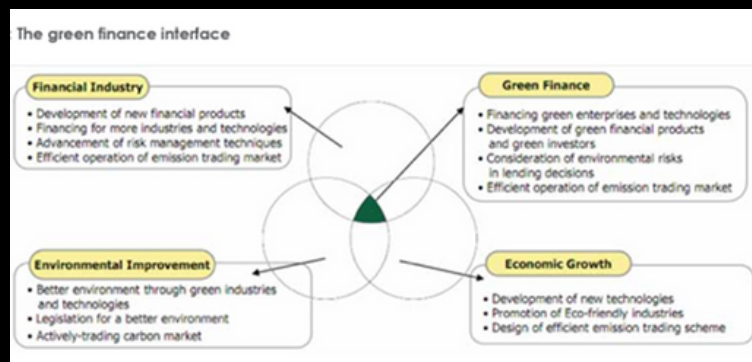 : The green finance interface
Financial Industry
• Development of new financial products
• Financing for more industries and technologies
• Advancement of risk management techniques
• Efficient operation of emission trading market
Green Finance
• Financing green enterprises and technologies
• Development of green financial products
and green investors
• Consideration of environmental risks
in lending decisions
• Efficient operation of emission trading market
Environmental Improvement
• Better environment through green industries
and technologies
• Legislation for a better environment
• Actively-trading carbon market
Economic Growth
• Development of new technologies
• Promotion of Eco-friendly industries
• Design of efficient emission trading scheme